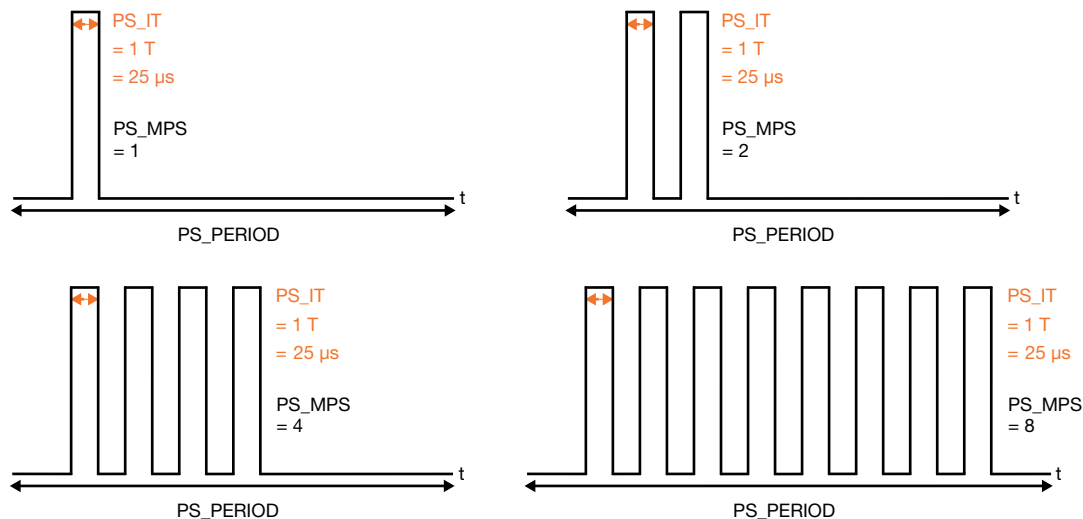 PS_IT
= 1 T
= 25 µs
PS_MPS
= 1
t
PS_PERIOD
PS_IT
= 1 T
= 25 µs
PS_MPS
= 2
t
PS_PERIOD
PS_IT
= 1 T
= 25 µs
PS_MPS
= 4
t
PS_PERIOD
PS_IT
= 1 T
= 25 µs
PS_MPS
= 8
t
PS_PERIOD